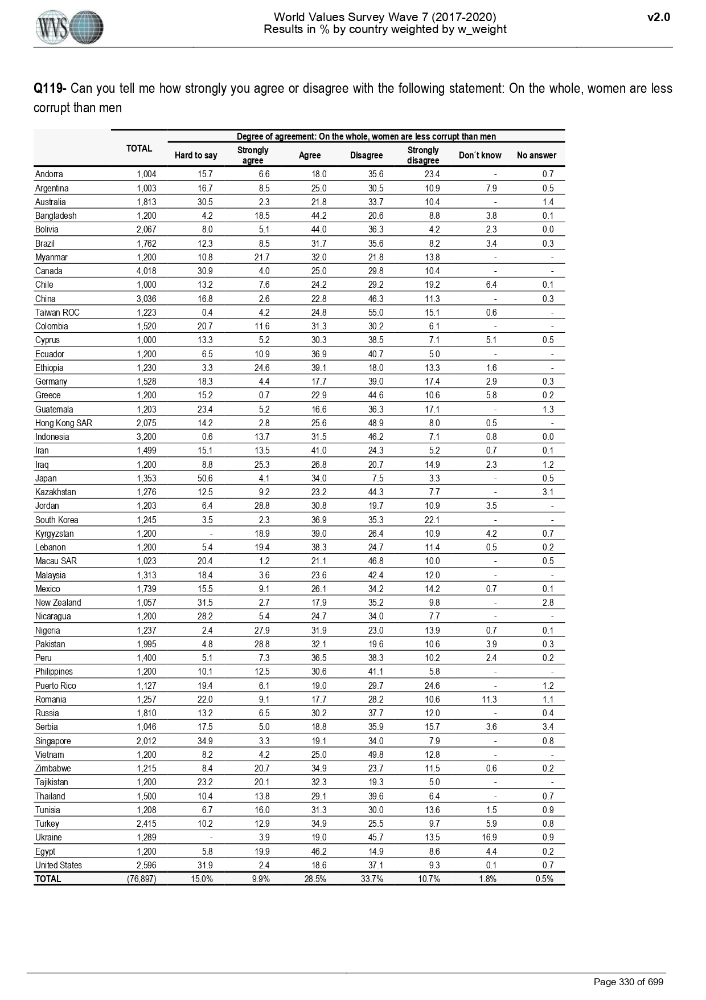 WVS
World Values Survey Wave 7 (2017-2020)
Results in % by country weighted by w_weight
v2.0
Q119- Can you tell me how strongly you agree or disagree with the following statement: On the whole, women are less
corrupt than men
Degree of agreement: On the whole, women are less corrupt than men
TOTAL Hard to say Strongly agree Agree Disagree Strongly disagree Don´t know No answer
Andorra 1,004 15.7 6.6 18.0 35.6 23.4 - 0.7
Argentina 1,003 16.7 8.5 25.0 30.5 10.9 7.9 0.5
Australia 1,813 30.5 2.3 21.8 33.7 10.4 - 1.4
Bangladesh 1,200 4.2 18.5 44.2 20.6 8.8 3.8 0.1
Bolivia 2,067 8.0 5.1 44.0 36.3 4.2 2.3 0.0
Brazil 1,762 12.3 8.5 31.7 35.6 8.2 3.4 0.3
Myanmar 1,200 10.8 21.7 32.0 21.8 13.8 - -
Canada 4,018 30.9 4.0 25.0 29.8 10.4 - -
Chile 1,000 13.2 7.6 24.2 29.2 19.2 6.4 0.1
China 3,036 16.8 2.6 22.8 46.3 11.3 - 0.3
Taiwan ROC 1,223 0.4 4.2 24.8 55.0 15.1 0.6 -
Colombia 1,520 20.7 11.6 31.3 30.2 6.1 - -
Cyprus 1,000 13.3 5.2 30.3 38.5 7.1 5.1 0.5
Ecuador 1,200 6.5 10.9 36.9 40.7 5.0 - -
Ethiopia 1,230 3.3 24.6 39.1 18.0 13.3 1.6 -
Germany 1,528 18.3 4.4 17.7 39.0 17.4 2.9 0.3
Greece 1,200 15.2 0.7 22.9 44.6 10.6 5.8 0.2
Guatemala 1,203 23.4 5.2 16.6 36.3 17.1 - 1.3
Hong Kong SAR 2,075 14.2 2.8 25.6 48.9 8.0 0.5 -
Indonesia 3,200 0.6 13.7 31.5 46.2 7.1 0.8 0.0
Iran 1,499 15.1 13.5 41.0 24.3 5.2 0.7 0.1
Iraq 1,200 8.8 25.3 26.8 20.7 14.9 2.3 1.2
Japan 1,353 50.6 4.1 34.0 7.5 3.3 - 0.5
Kazakhstan 1,276 12.5 9.2 23.2 44.3 7.7 - 3.1
Jordan 1,203 6.4 28.8 30.8 19.7 10.9 3.5 -
South Korea 1,245 3.5 2.3 36.9 35.3 22.1 - -
Kyrgyzstan 1,200 - 18.9 39.0 26.4 10.9 4.2 0.7
Lebanon 1,200 5.4 19.4 38.3 24.7 11.4 0.5 0.2
Macau SAR 1,023 20.4 1.2 21.1 46.8 10.0 - 0.5
Malaysia 1,313 18.4 3.6 23.6 42.4 12.0 - -
Mexico 1,739 15.5 9.1 26.1 34.2 14.2 0.7 0.1
New Zealand 1,057 31.5 2.7 17.9 35.2 9.8 - 2.8
Nicaragua 1,200 28.2 5.4 24.7 34.0 7.7 - -
Nigeria 1,237 2.4 27.9 31.9 23.0 13.9 0.7 0.1
Pakistan 1,995 4.8 28.8 32.1 19.6 10.6 3.9 0.3
Peru 1,400 5.1 7.3 36.5 38.3 10.2 2.4 0.2
Philippines 1,200 10.1 12.5 30.6 41.1 5.8 - -
Puerto Rico 1,127 19.4 6.1 19.0 29.7 24.6 - 1.2
Romania 1,257 22.0 9.1 17.7 28.2 10.6 11.3 1.1
Russia 1,810 13.2 6.5 30.2 37.7 12.0 - 0.4
Serbia 1,046 17.5 5.0 18.8 35.9 15.7 3.6 3.4
Singapore 2,012 34.9 3.3 19.1 34.0 7.9 - 0.8
Vietnam 1,200 8.2 4.2 25.0 49.8 12.8 - -
Zimbabwe 1,215 8.4 20.7 34.9 23.7 11.5 0.6 0.2
Tajikistan 1,200 23.2 20.1 32.3 19.3 5.0 - -
Thailand 1,500 10.4 13.8 29.1 39.6 6.4 - 0.7
Tunisia 1,208 6.7 16.0 31.3 30.0 13.6 1.5 0.9
Turkey 2,415 10.2 12.9 34.9 25.5 9.7 5.9 0.8
Ukraine 1,289 - 3.9 19.0 45.7 13.5 16.9 0.9
Egypt 1,200 5.8 19.9 46.2 14.9 8.6 4.4 0.2
United States 2,596 31.9 2.4 18.6 37.1 9.3 0.1 0.7
TOTAL (76,897) 15.0% 9.9% 28.5% 33.7% 10.7% 1.8% 0.5%
Page 330 of 699